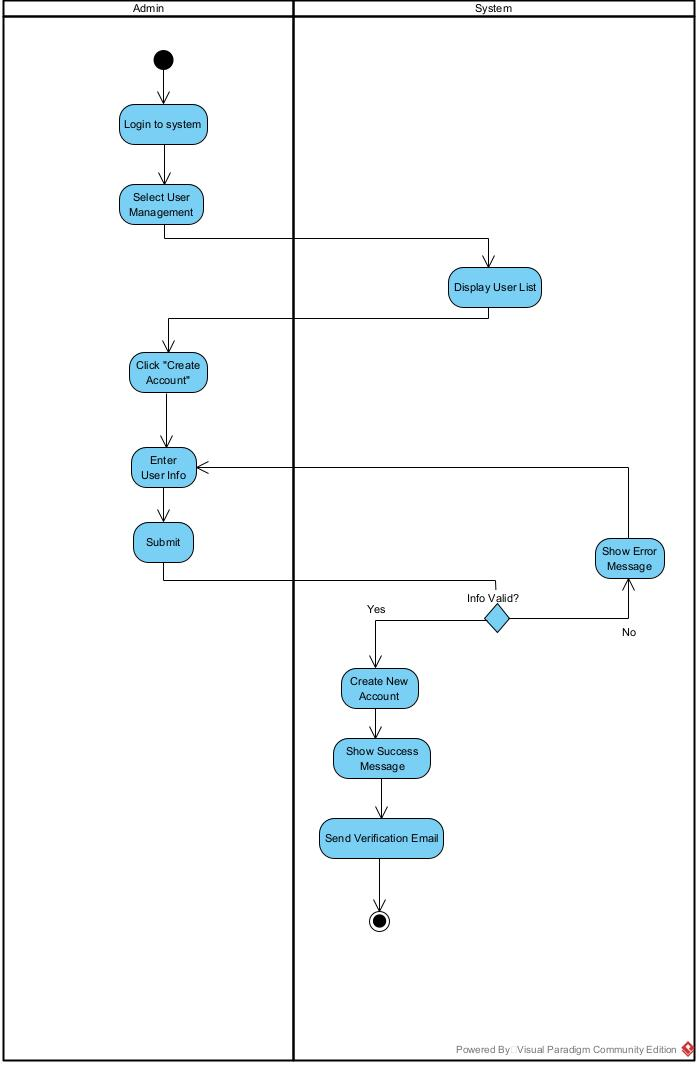 Admin
System
Login to system
Select User
Management
Display User List
Click "Create
Account"
Enter
User Info
Submit
Show Error
Message
Info Valid?
Yes
No
Create New
Account
Show Success
Message
Send Verification Email
Powered By Visual Paradigm Community Edition